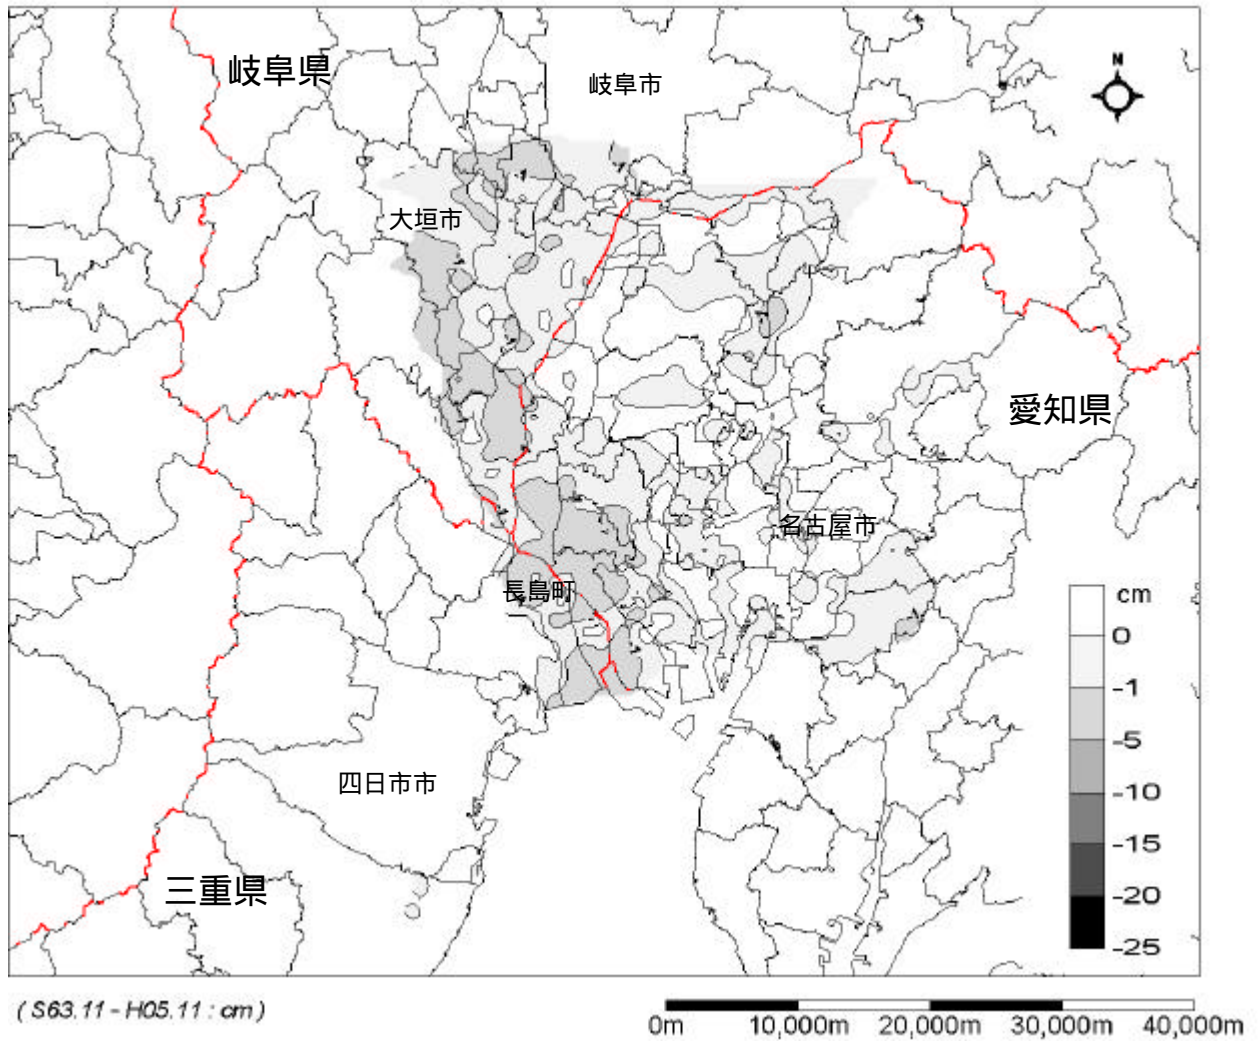 岐阜県
岐阜市
N
大垣市
愛知県
名古屋市
長島町
四日市市
三重県
cm
0
-1
-5
-10
-15
-20
-25
( S63.11 - H05.11 : cm )
0m 10,000m 20,000m 30,000m 40,000m